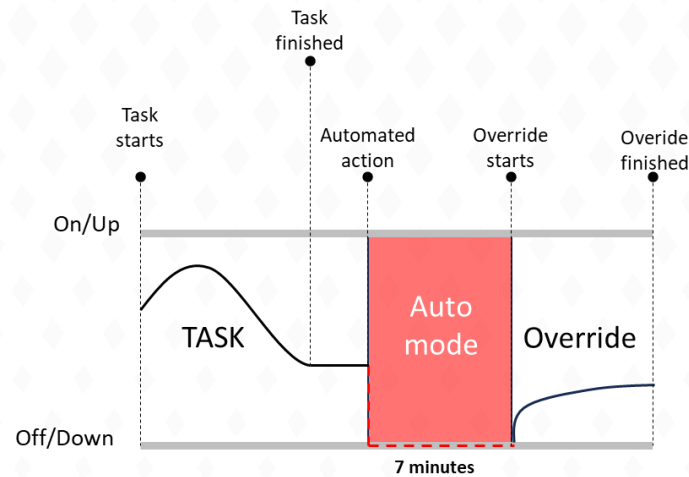 Task
finished
Task
starts
Automated
action
Override
starts
Overide
finished
On/Up
TASK
Auto
mode
Override
Off/Down
7 minutes